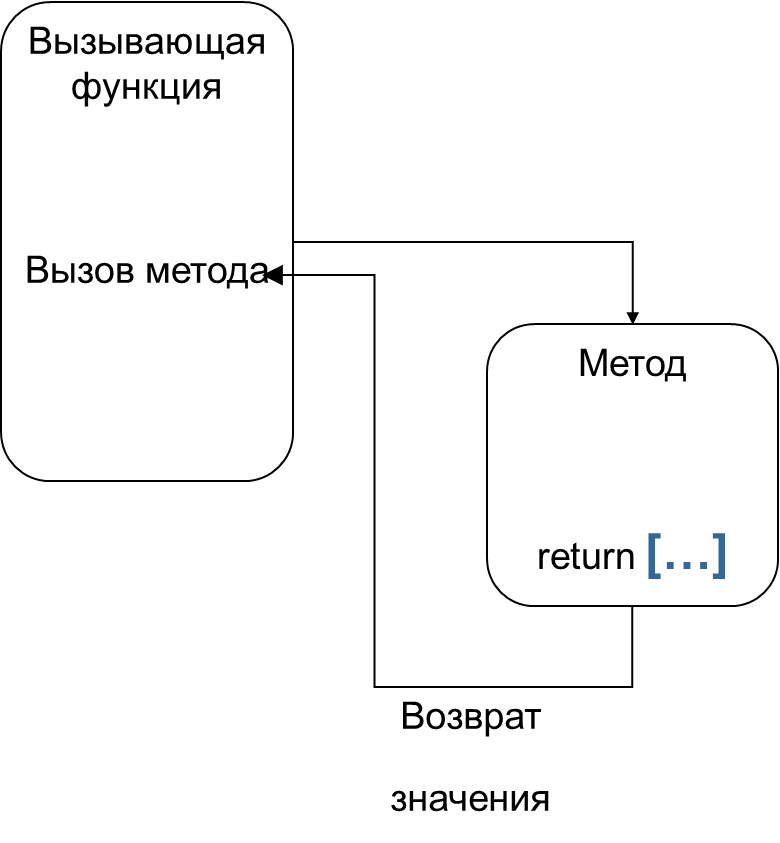 Вызывающая
функция
Вызов метода
Метод
return [...]
Возврат
значения